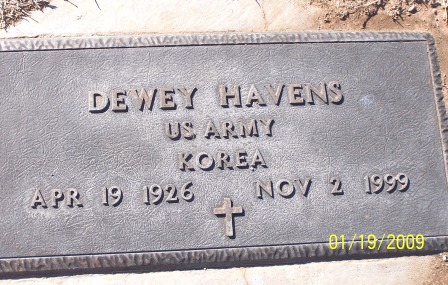 DEWEY HAVENS
US ARMY
KOREA
APR 19 1926 NOV 2 1999
01/19/2009